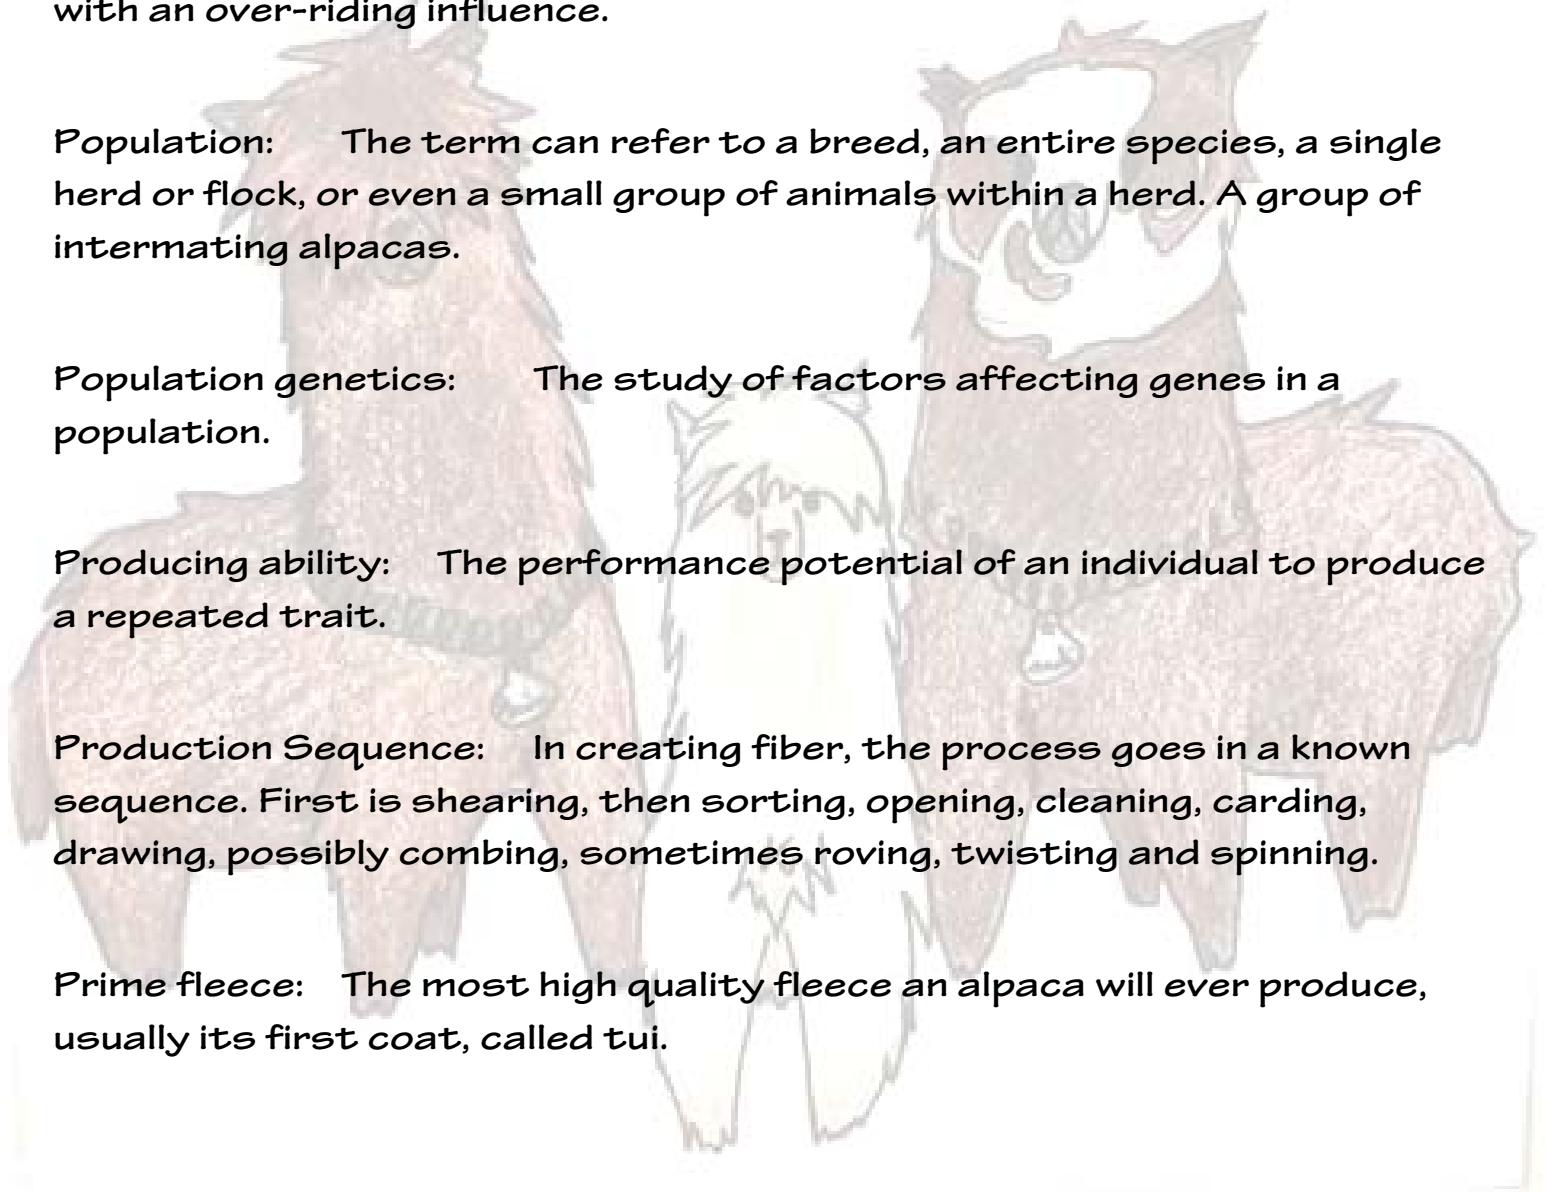 with an over-riding influence.
Population: The term can refer to a breed, an entire species, a single
herd or flock, or even a small group of animals within a herd. A group of
intermating alpacas.
Population genetics: The study of factors affecting genes in a
population.
Producing ability: The performance potential of an individual to produce
a repeated trait.
Production Sequence: In creating fiber, the process goes in a known
sequence. First is shearing, then sorting, opening, cleaning, carding,
drawing, possibly combing, sometimes roving, twisting and spinning.
Prime fleece: The most high quality fleece an alpaca will ever produce,
usually its first coat, called tui.